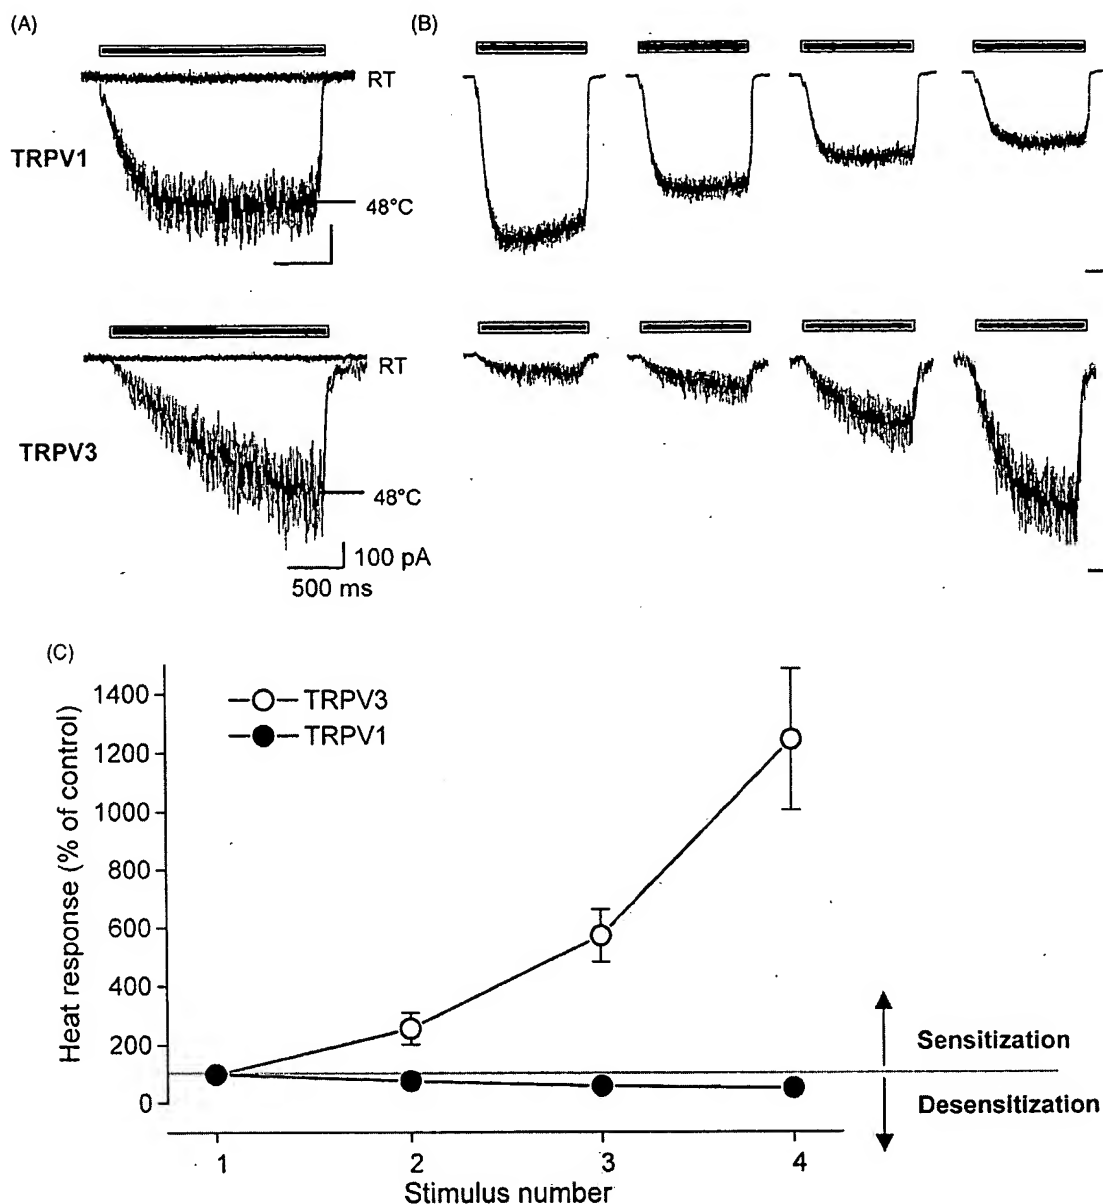 (A)
(B)
RT
TRPV1
48°C
RT
TRPV3
48°C
100 pA
500 ms
(C)
Heat response (% of control)
1400
1200
1000
800
600
400
200
0
TRPV3
TRPV1
Sensitization
Desensitization
1 2 3 4
Stimulus number